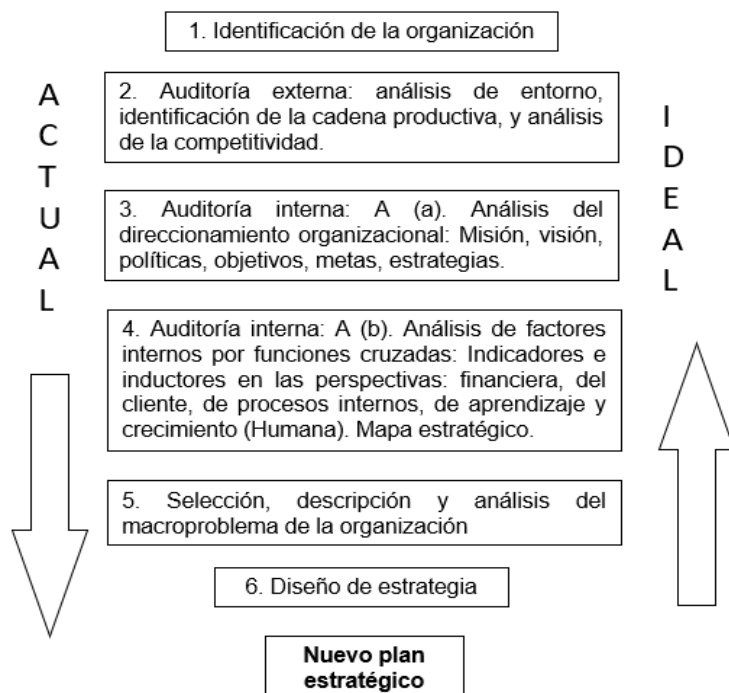 1. Identificación de la organización
ACTUAL
2. Auditoría externa: análisis de entorno,
identificación de la cadena productiva, y análisis
de la competitividad.
IDEAL
3. Auditoría interna: A (a). Análisis del
direccionamiento organizacional: Misión, visión,
políticas, objetivos, metas, estrategias.
4. Auditoría interna: A (b). Análisis de factores
internos por funciones cruzadas: Indicadores e
inductores en las perspectivas: financiera, del
cliente, de procesos internos, de aprendizaje y
crecimiento (Humana). Mapa estratégico.
5. Selección, descripción y análisis del
macroproblema de la organización
6. Diseño de estrategia
Nuevo plan
estratégico